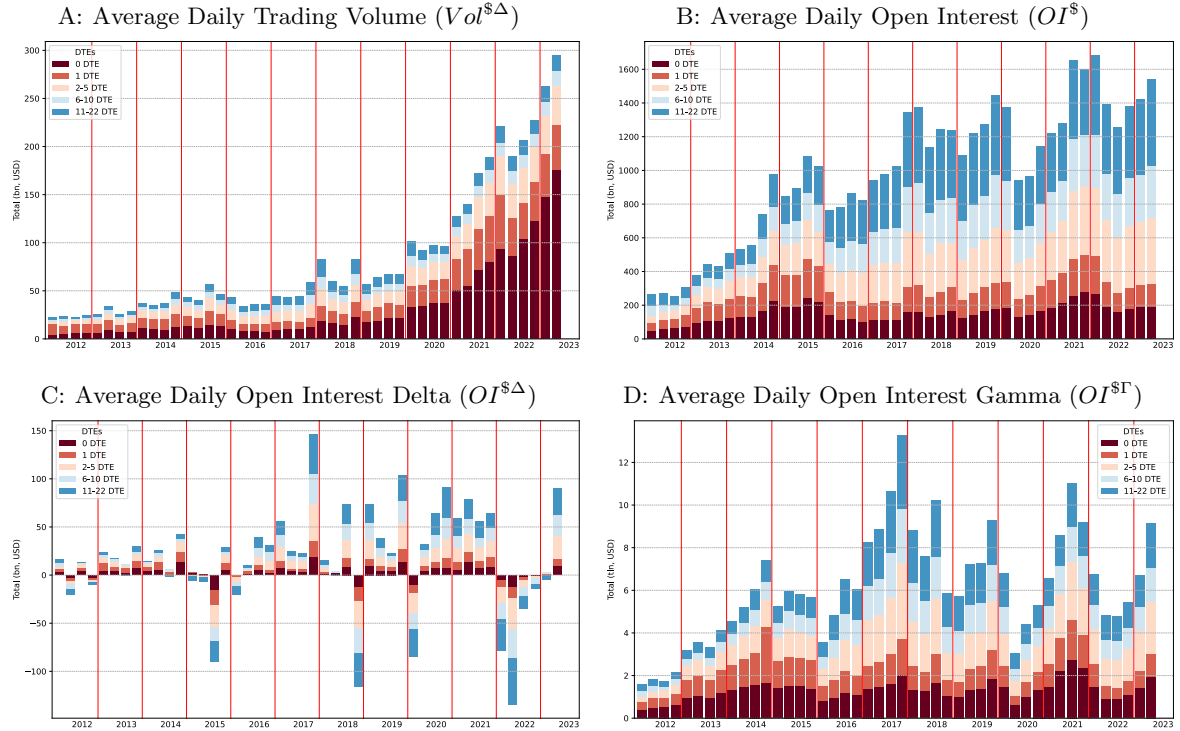 A: Average Daily Trading Volume (Vol^{$Δ})
Total (bn, USD)
300
250
200
150
100
50
0
DTEs
0 DTE
1 DTE
2–5 DTE
6–10 DTE
11–22 DTE
2012 2013 2014 2015 2016 2017 2018 2019 2020 2021 2022 2023
B: Average Daily Open Interest (OI^{$})
Total (bn, USD)
1600
1400
1200
1000
800
600
400
200
0
DTEs
0 DTE
1 DTE
2–5 DTE
6–10 DTE
11–22 DTE
2012 2013 2014 2015 2016 2017 2018 2019 2020 2021 2022 2023
C: Average Daily Open Interest Delta (OI^{$Δ})
Total (bn, USD)
150
100
50
0
−50
−100
DTEs
0 DTE
1 DTE
2–5 DTE
6–10 DTE
11–22 DTE
2012 2013 2014 2015 2016 2017 2018 2019 2020 2021 2022 2023
D: Average Daily Open Interest Gamma (OI^{$Γ})
Total (tln, USD)
12
10
8
6
4
2
0
DTEs
0 DTE
1 DTE
2–5 DTE
6–10 DTE
11–22 DTE
2012 2013 2014 2015 2016 2017 2018 2019 2020 2021 2022 2023